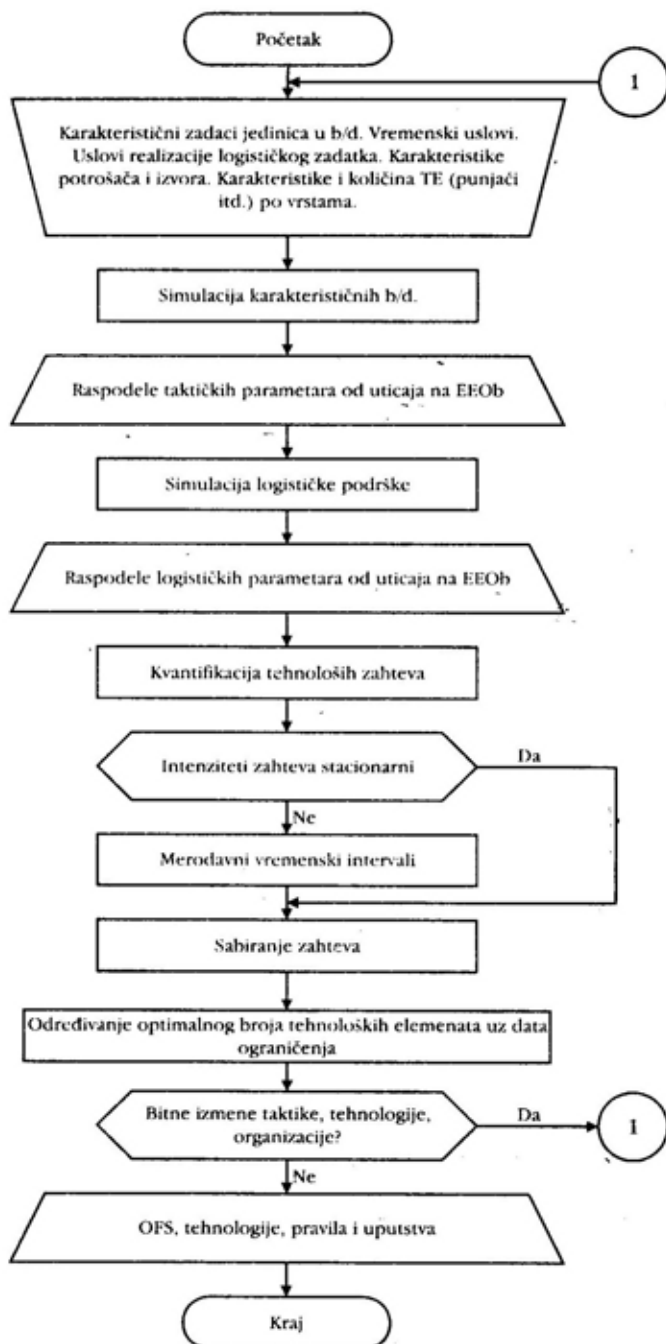 Početak
1
Karakteristični zadaci jedinica u b/d. Vremenski uslovi.
Uslovi realizacije logističkog zadatka. Karakteristike
potrošača i izvora. Karakteristike i količina TE (punjači
itd.) po vrstama.
Simulacija karakterističnih b/d.
Raspodele taktičkih parametara od uticaja na EEOb
Simulacija logističke podrške
Raspodele logističkih parametara od uticaja na EEOb
Kvantifikacija tehnološih zahteva
Intenziteti zahteva stacionarni
Da
Ne
Merodavni vremenski intervali
Sabiranje zahteva
Određivanje optimalnog broja tehnoloških elemenata uz data
ograničenja
Bitne izmene taktike, tehnologije,
organizacije?
Da
1
Ne
OFS, tehnologije, pravila i uputstva
Kraj